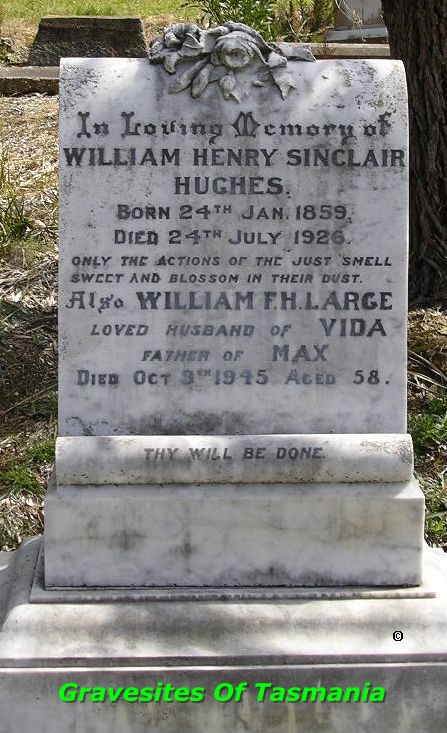 In Loving Memory of
WILLIAM HENRY SINCLAIR
HUGHES.
BORN 24TH JAN. 1859.
DIED 24TH JULY 1926.
ONLY THE ACTIONS OF THE JUST SMELL
SWEET AND BLOSSOM IN THEIR DUST.
Also WILLIAM F.H. LARGE
LOVED HUSBAND OF VIDA
FATHER OF MAX
DIED OCT 9TH 1945 AGED 58.
THY WILL BE DONE.
©
Gravesites Of Tasmania